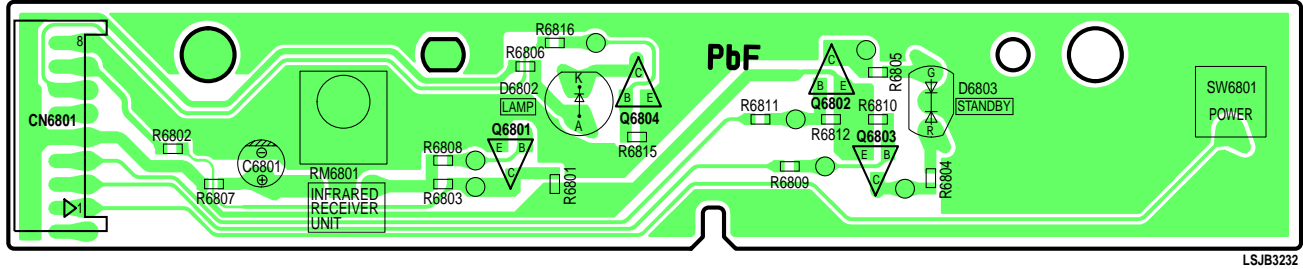 R6816
R6806
D6802
LAMP
K
A
C
B E
Q6804
R6815
PbF
C
B E
Q6802
R6805
R6811
R6812
R6810
Q6803
E B
C
R6809
R6804
G
R
D6803
STANDBY
SW6801
POWER
8
CN6801
1
R6802
R6807
C6801
RM6801
INFRARED
RECEIVER
UNIT
R6808
R6803
Q6801
E B
C
R6801
LSJB3232